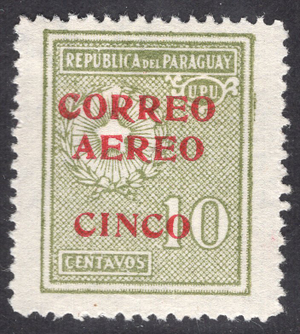 REPUBLICA DEL PARAGUAY
U.P.U.
CORREO
AEREO
CINCO
10
CENTAVOS